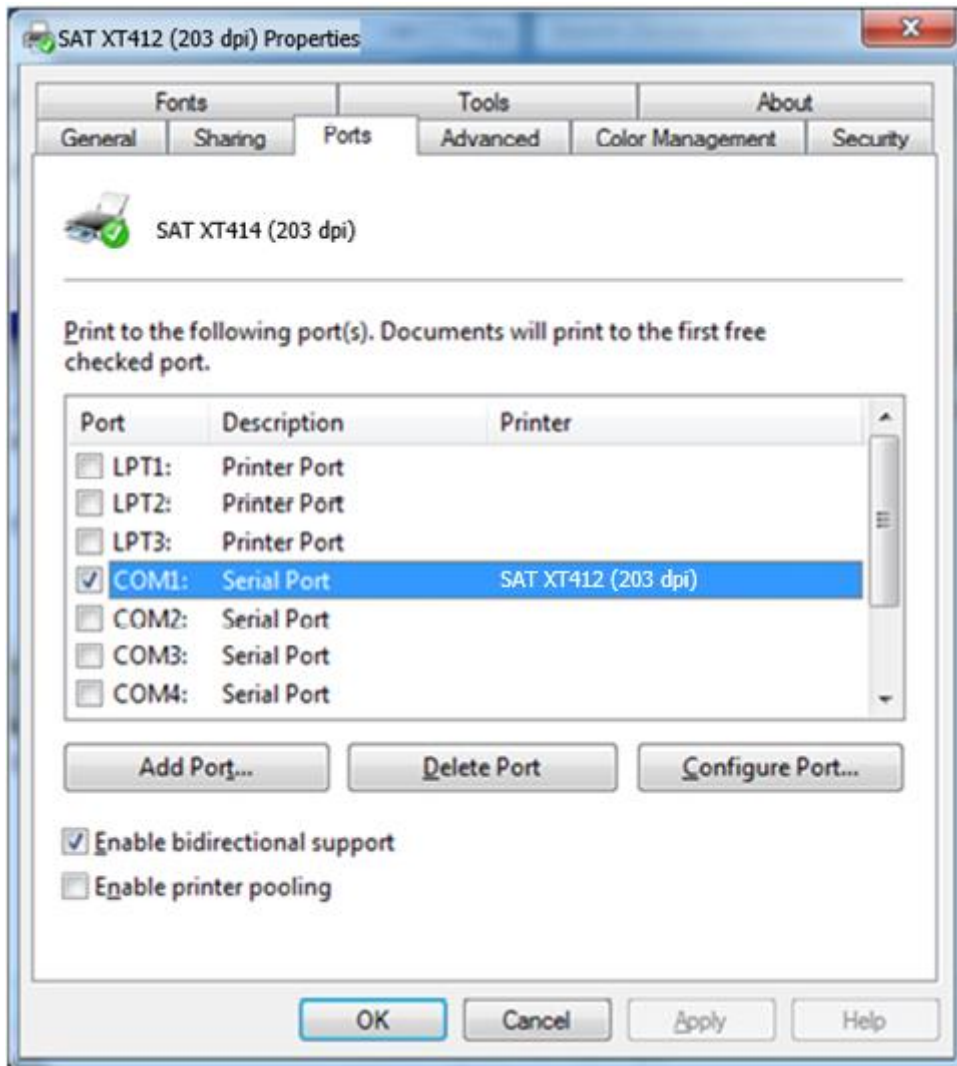 SAT XT412 (203 dpi) Properties
Fonts Tools About
General Sharing Ports Advanced Color Management Security
SAT XT414 (203 dpi)
Print to the following port(s). Documents will print to the first free
checked port.
Port Description Printer
LPT1: Printer Port
LPT2: Printer Port
LPT3: Printer Port
COM1: Serial Port SAT XT412 (203 dpi)
COM2: Serial Port
COM3: Serial Port
COM4: Serial Port
Add Port... Delete Port Configure Port...
Enable bidirectional support
Enable printer pooling
OK Cancel Apply Help